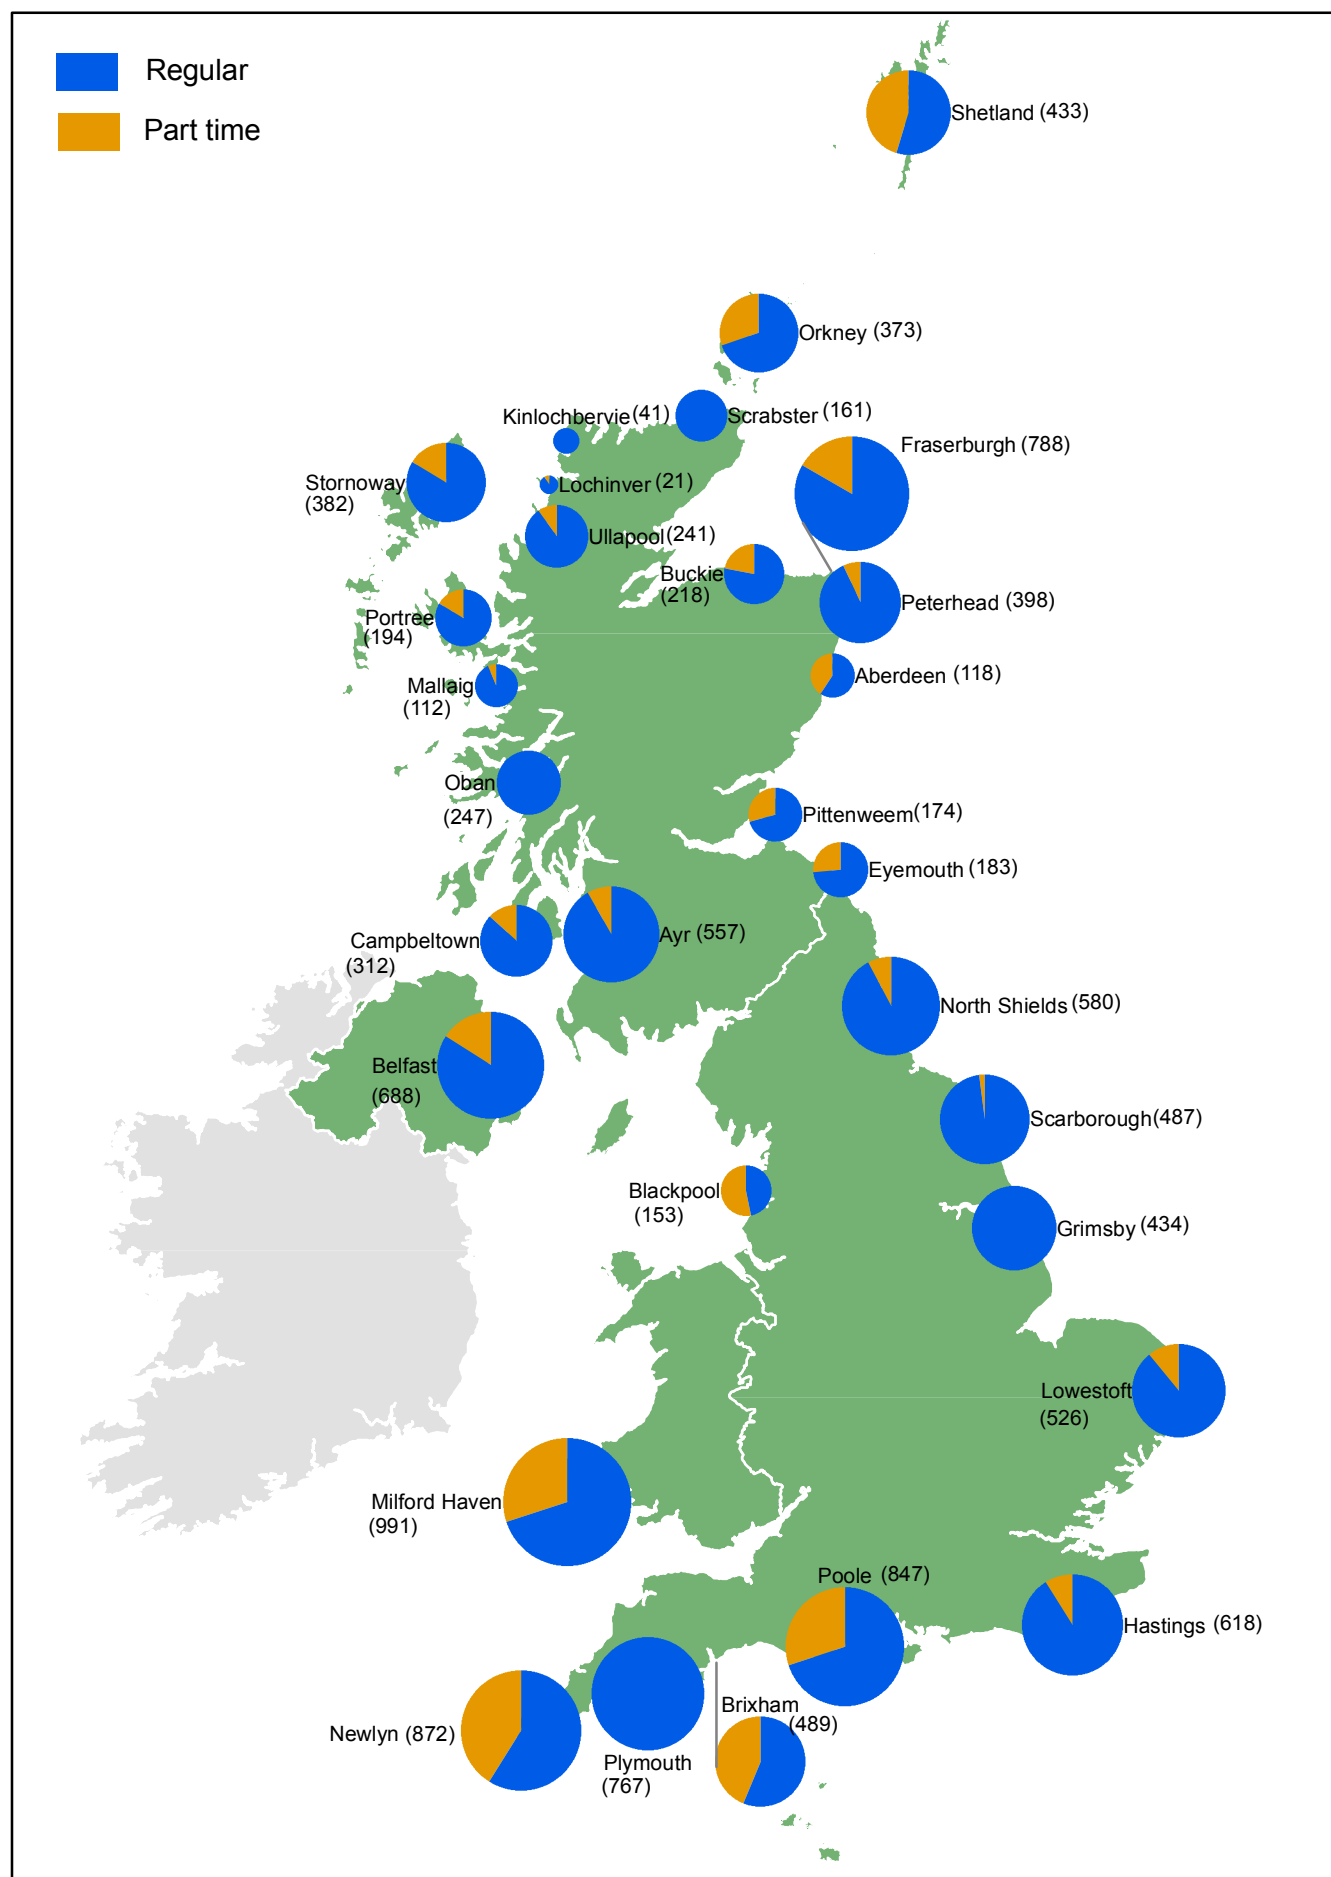 Regular
Part time
Shetland (433)
Orkney (373)
Kinlochbervie (41)
Scrabster (161)
Fraserburgh (788)
Stornoway
(382)
Lochinver (21)
Ullapool (241)
Buckie
(218)
Peterhead (398)
Portree
(194)
Aberdeen (118)
Mallaig
(112)
Oban
(247)
Pittenweem (174)
Eyemouth (183)
Ayr (557)
Campbeltown
(312)
North Shields (580)
Belfast
(688)
Scarborough (487)
Blackpool
(153)
Grimsby (434)
Lowestoft
(526)
Milford Haven
(991)
Poole (847)
Hastings (618)
Brixham
(489)
Newlyn (872)
Plymouth
(767)